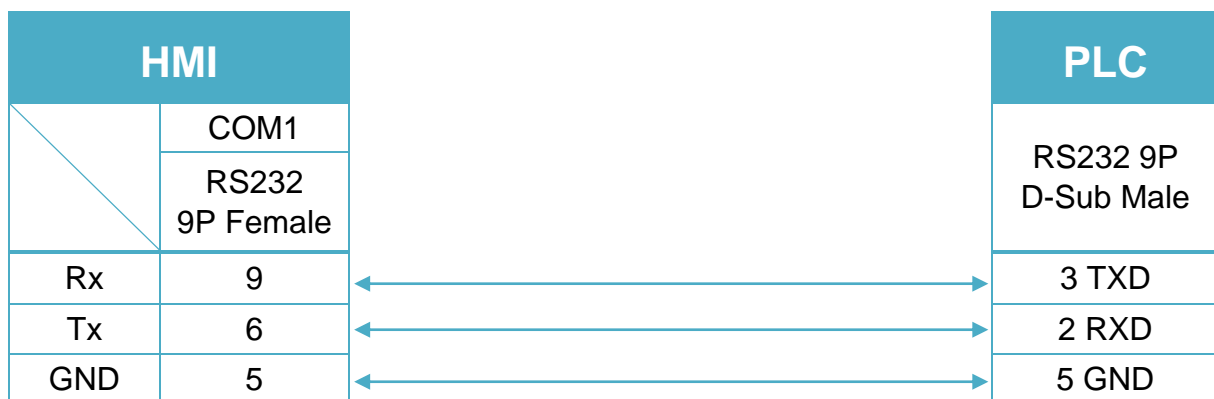 HMI
PLC
COM1
RS232
9P Female
RS232 9P
D-Sub Male
Rx 9 3 TXD
Tx 6 2 RXD
GND 5 5 GND